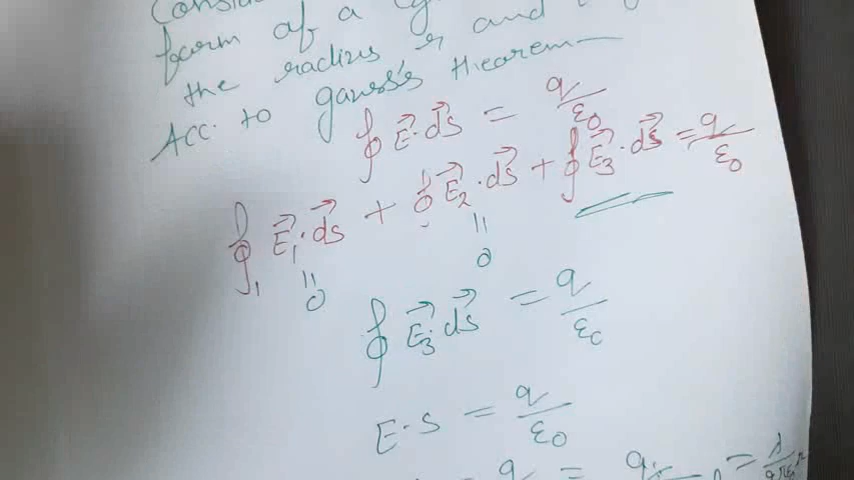 form of a
the radius r and
Acc. to gauss's theorem —
∮ E⃗·ds⃗ = q/ε0
∮1 E⃗1·ds⃗ + ∮ E⃗2·ds⃗ + ∮ E⃗3·ds⃗ = q/ε0
|| ||
0 0
∮ E⃗3·ds⃗ = q/ε0
E·s = q/ε0